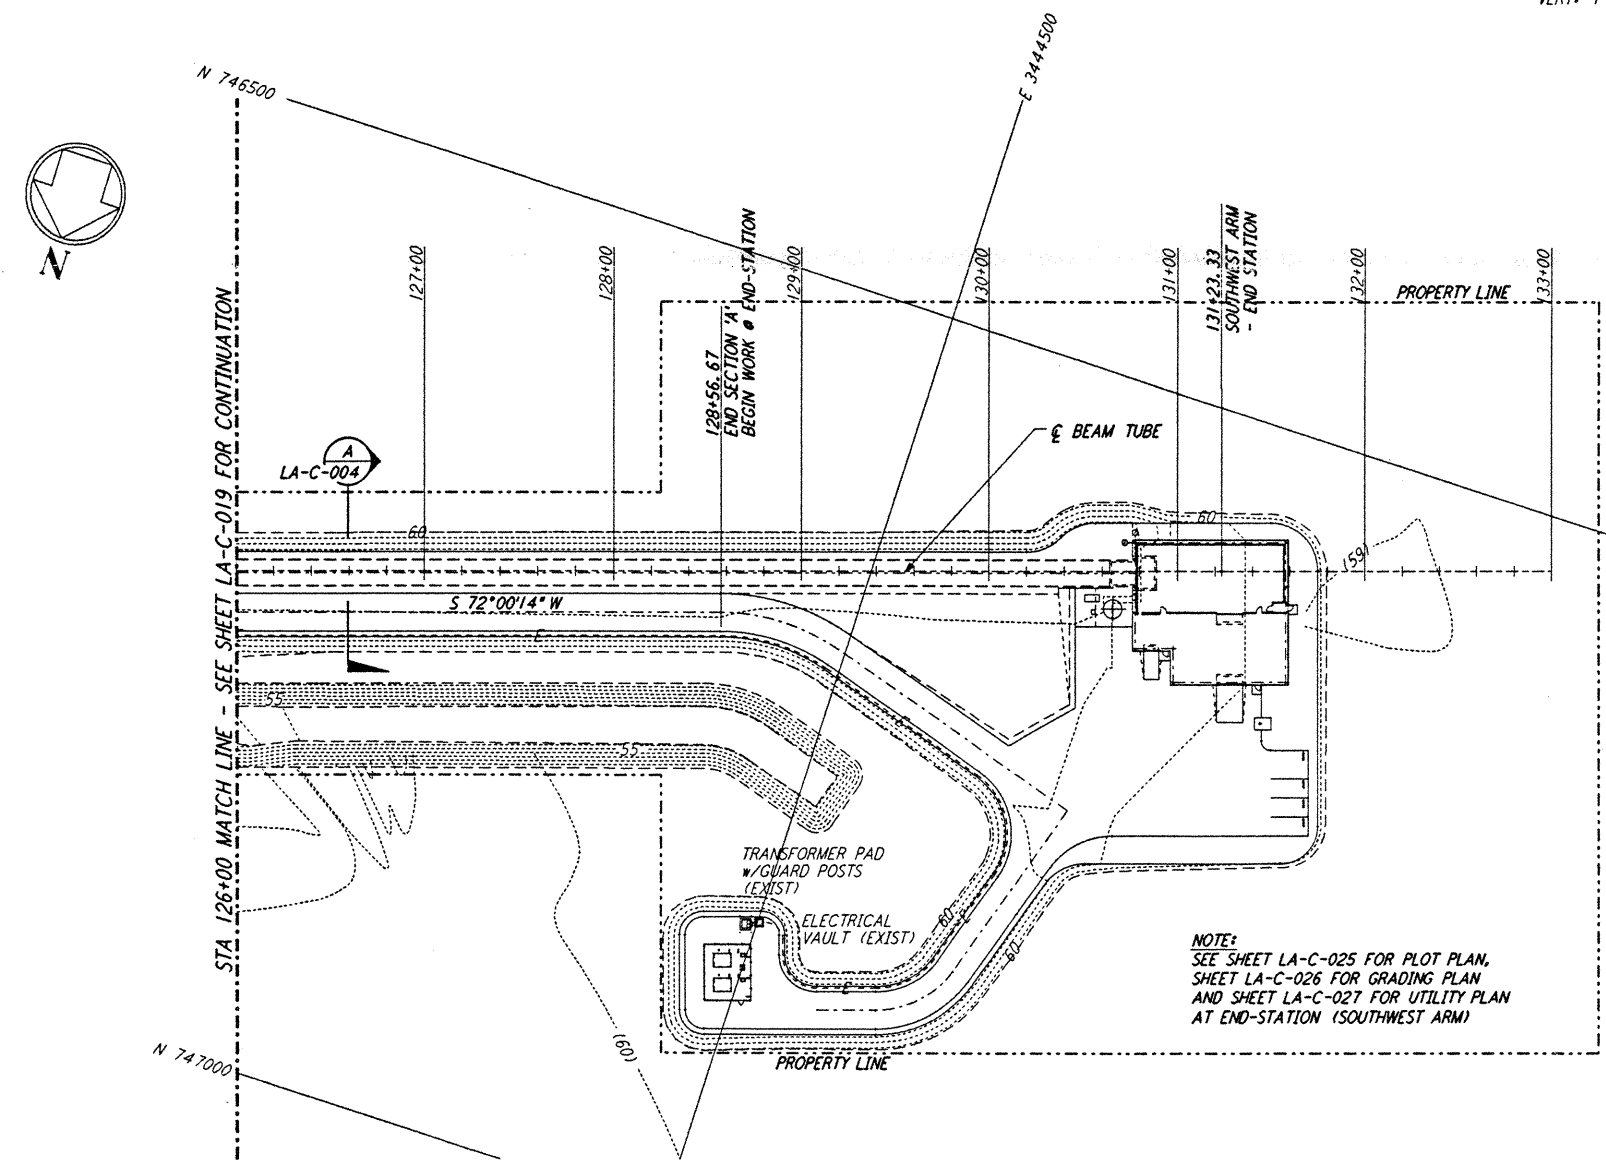 N 746500
E 3444500
N
127+00
128+00
128+56.67
END SECTION 'A'
BEGIN WORK @ END-STATION
129+00
130+00
131+00
131+23.33
SOUTHWEST ARM
- END STATION
132+00
133+00
PROPERTY LINE
STA 126+00 MATCH LINE - SEE SHEET LA-C-019 FOR CONTINUATION
A
LA-C-004
℄ BEAM TUBE
60
60
(59)
S 72°00'14" W
E
55
55
E
TRANSFORMER PAD
W/GUARD POSTS
(EXIST)
ELECTRICAL
VAULT (EXIST)
60
E
60
E
(60)
NOTE:
SEE SHEET LA-C-025 FOR PLOT PLAN,
SHEET LA-C-026 FOR GRADING PLAN
AND SHEET LA-C-027 FOR UTILITY PLAN
AT END-STATION (SOUTHWEST ARM)
N 747000
PROPERTY LINE